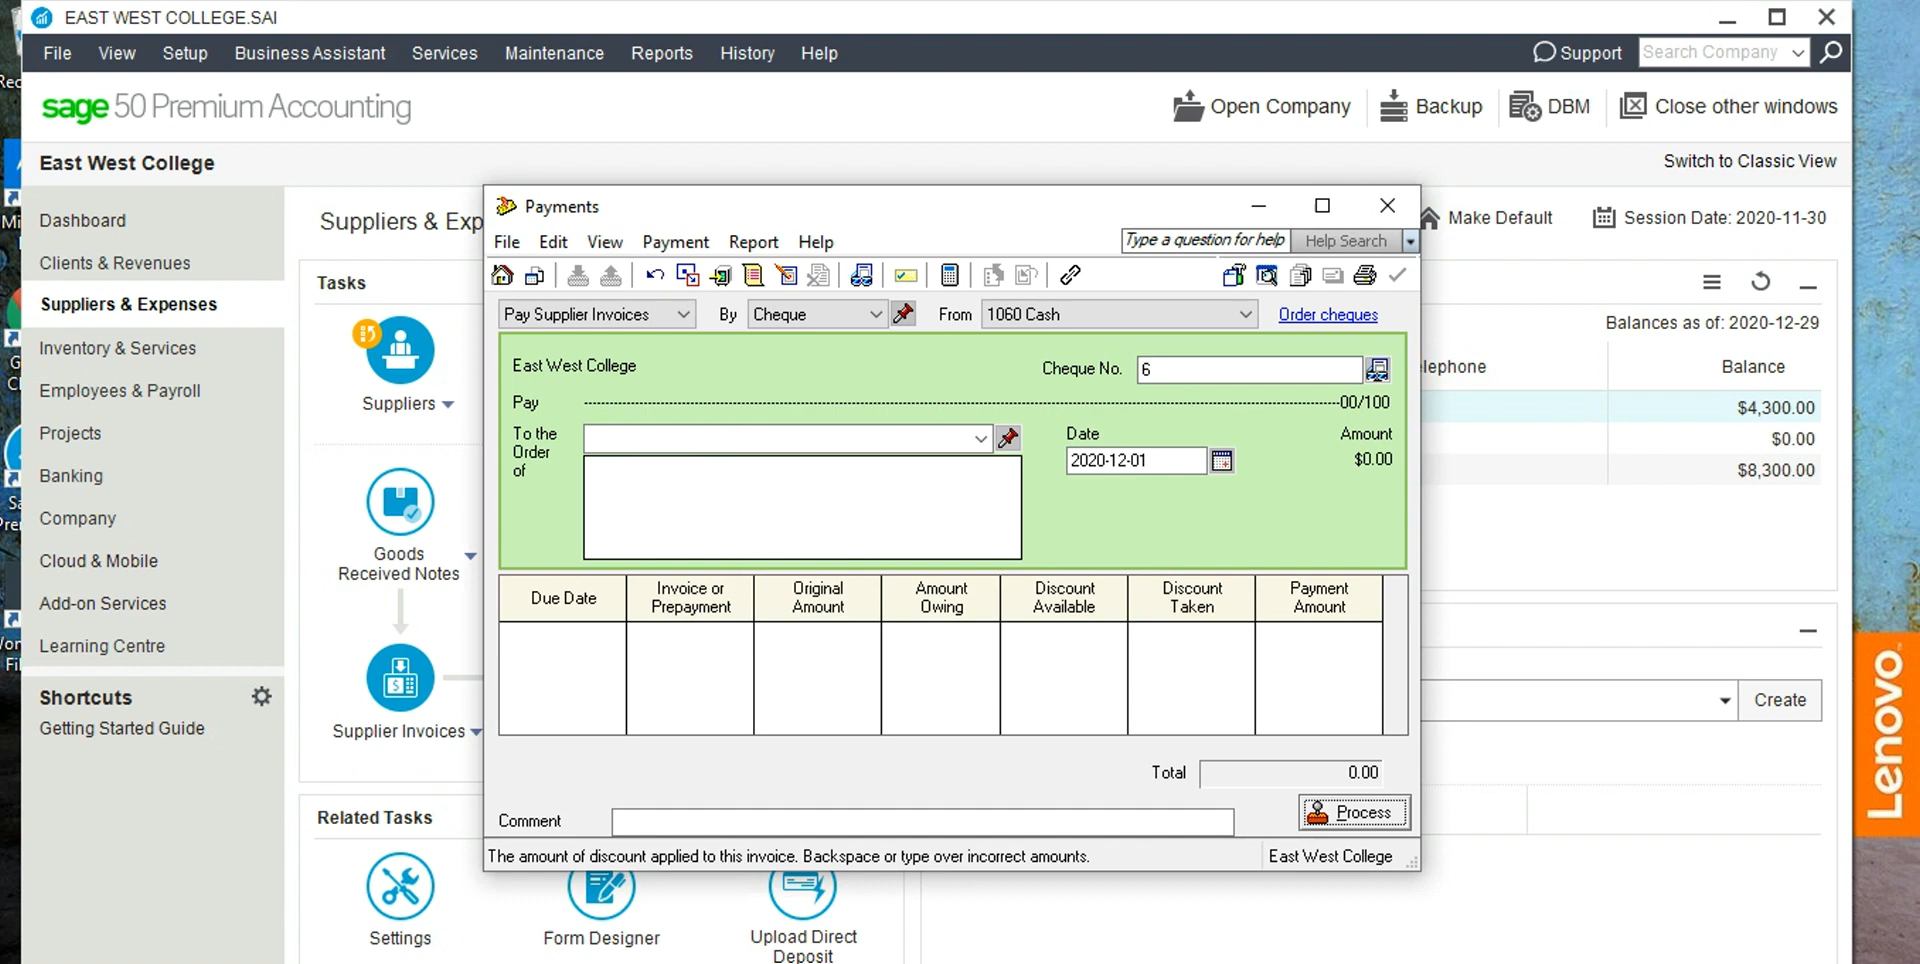 EAST WEST COLLEGE.SAI
File View Setup Business Assistant Services Maintenance Reports History Help
Support
Search Company
sage 50 Premium Accounting
Open Company
Backup
DBM
Close other windows
East West College
Switch to Classic View
Dashboard
Clients & Revenues
Suppliers & Expenses
Inventory & Services
Employees & Payroll
Projects
Banking
Company
Cloud & Mobile
Add-on Services
Learning Centre
Shortcuts
Getting Started Guide
Suppliers & Exp
Make Default
Session Date: 2020-11-30
Tasks
Suppliers
Goods
Received Notes
Supplier Invoices
Related Tasks
Settings
Form Designer
Upload Direct
Deposit
Balances as of: 2020-12-29
lephone
Balance
$4,300.00
$0.00
$8,300.00
Create
Payments
File Edit View Payment Report Help
Type a question for help
Help Search
Pay Supplier Invoices
By
Cheque
From
1060 Cash
Order cheques
East West College
Cheque No.
6
Pay
00/100
To the
Order
of
Date
2020-12-01
Amount
$0.00
Due Date
Invoice or
Prepayment
Original
Amount
Amount
Owing
Discount
Available
Discount
Taken
Payment
Amount
Total
0.00
Comment
Process
The amount of discount applied to this invoice. Backspace or type over incorrect amounts.
East West College
Lenovo